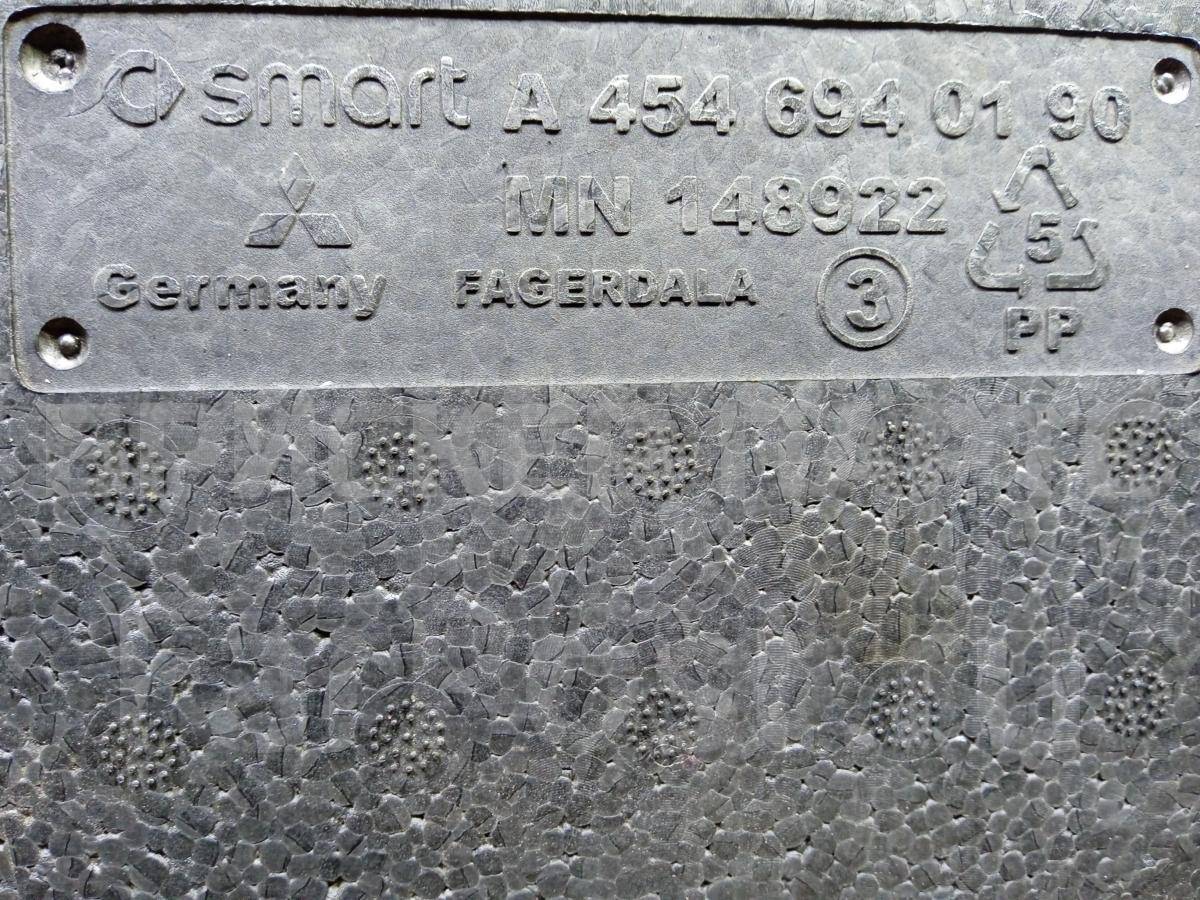 smart A 454 694 01 90
MN 148922
Germany FAGERDALA 3 5
PP